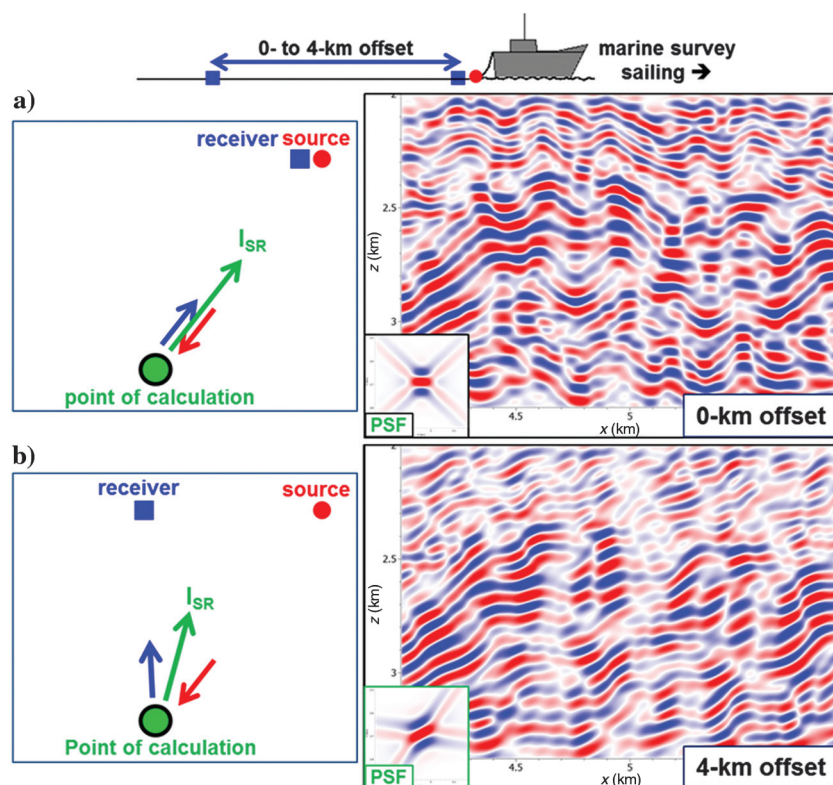 0- to 4-km offset
marine survey
sailing ➔
a)
receiver source
I_SR
point of calculation
2
2.5
z (km)
3
PSF
4.5
x (km)
5
0-km offset
b)
receiver
source
I_SR
Point of calculation
2
2.5
z (km)
3
PSF
4.5
x (km)
5
4-km offset